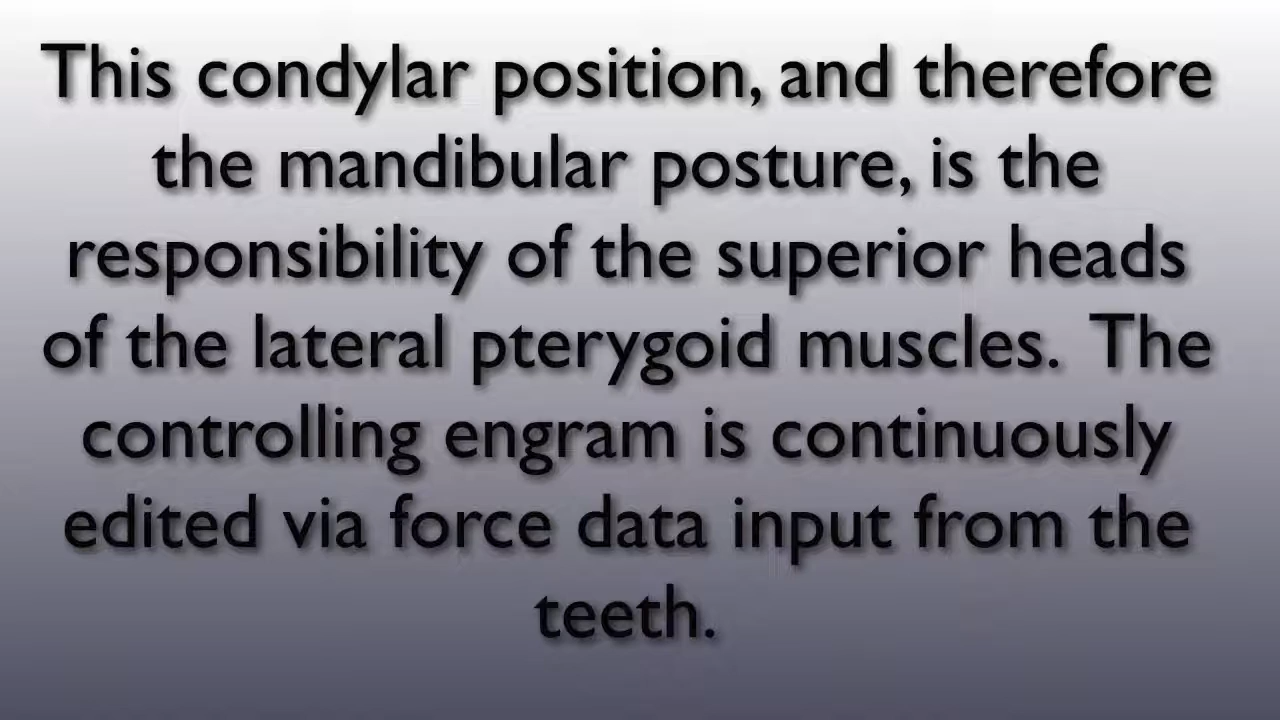 This condylar position, and therefore
the mandibular posture, is the
responsibility of the superior heads
of the lateral pterygoid muscles.  The
controlling engram is continuously
edited via force data input from the
teeth.